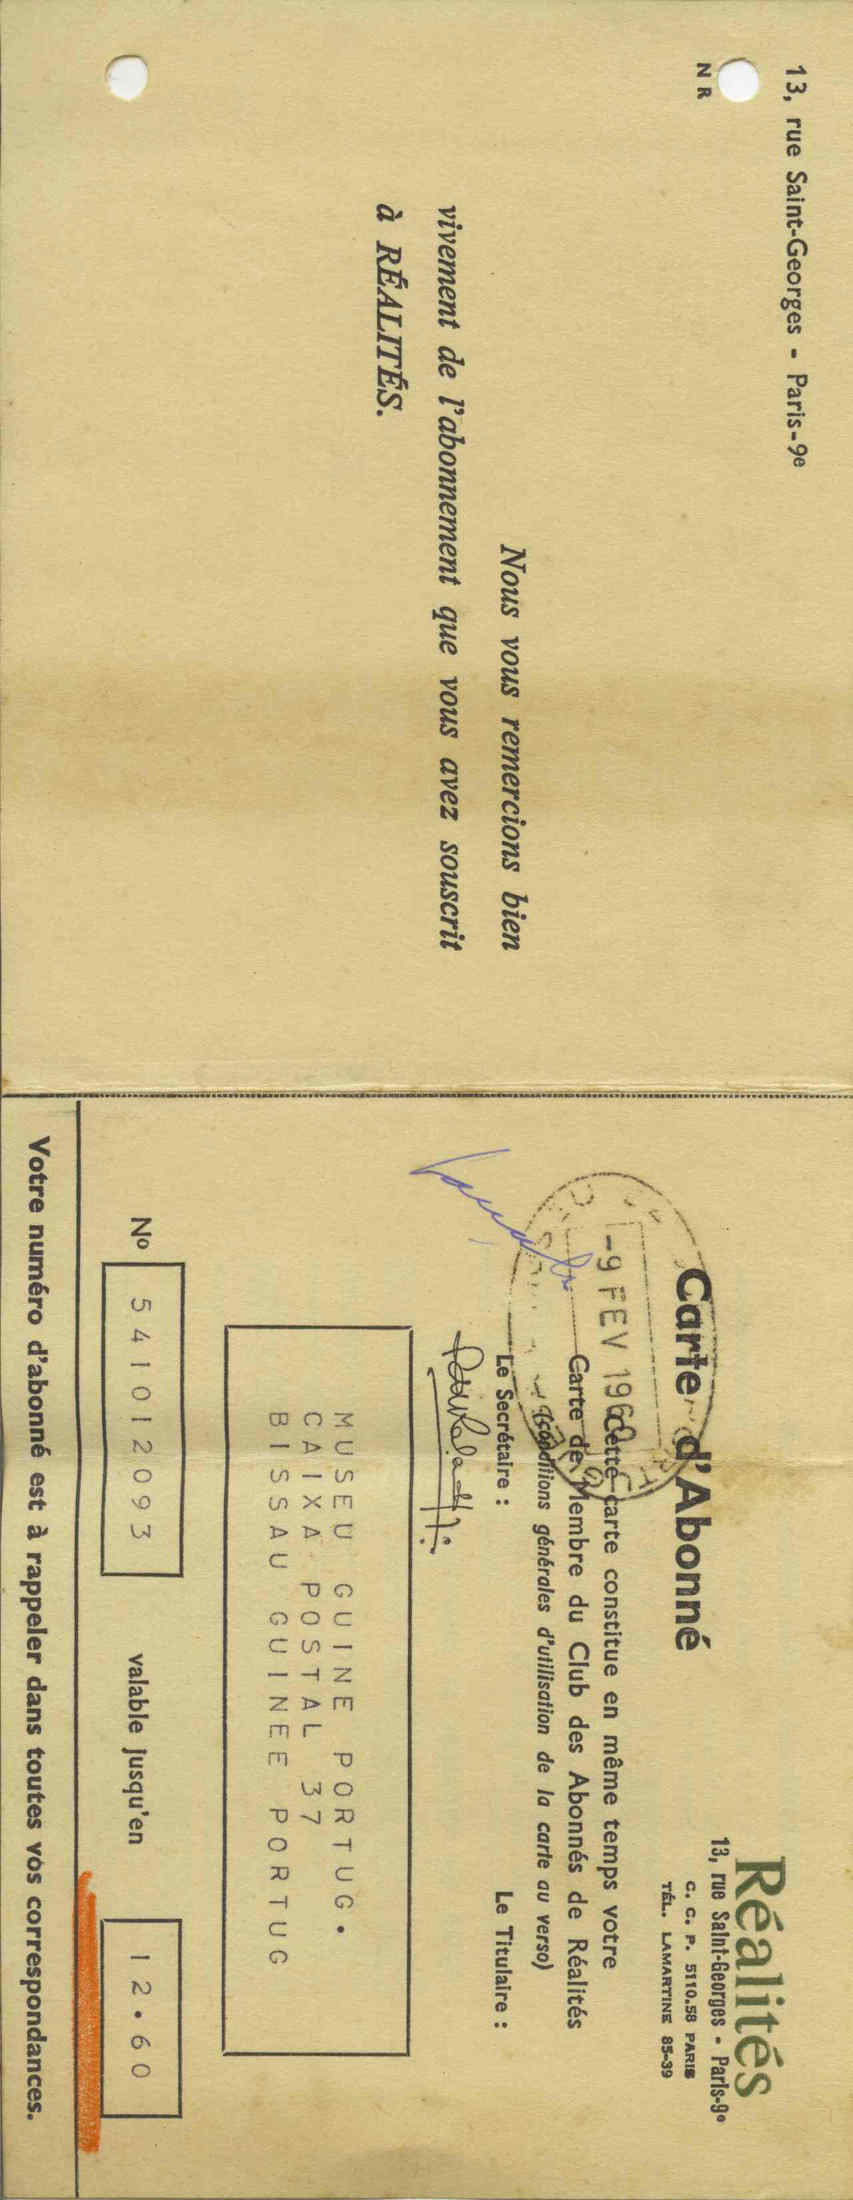 13, rue Saint-Georges - Paris-9e
N R
Nous vous remercions bien
vivement de l'abonnement que vous avez souscrit
à RÉALITÉS.
Réalités
13, rue Saint-Georges - Paris-9e
C. C. P. 5110.58 PARIS
TÉL. LAMARTINE 85-39
Carte d'Abonné
-9 FEV 1960
Cette carte constitue en même temps votre
Carte de Membre du Club des Abonnés de Réalités
(conditions générales d'utilisation de la carte au verso)
Le Secrétaire :
Le Titulaire :
MUSEU GUINE PORTUG.
CAIXA POSTAL 37
BISSAU GUINEE PORTUG
No 541012093 valable jusqu'en 12.60
Votre numéro d'abonné est à rappeler dans toutes vos correspondances.